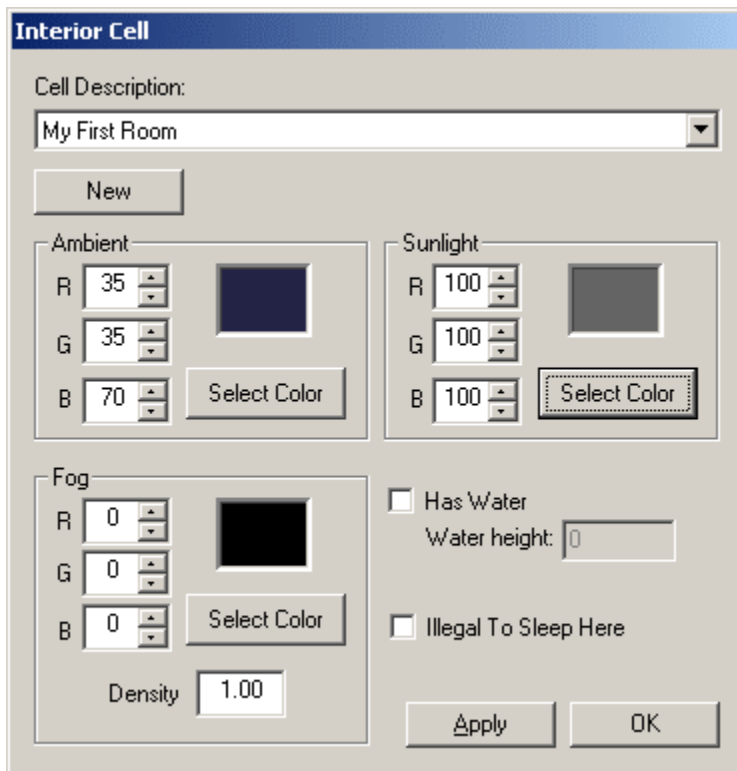 Interior Cell
Cell Description:
My First Room
New
Ambient
R 35
G 35
B 70
Select Color
Sunlight
R 100
G 100
B 100
Select Color
Fog
R 0
G 0
B 0
Select Color
Density 1.00
Has Water
Water height: 0
Illegal To Sleep Here
Apply
OK